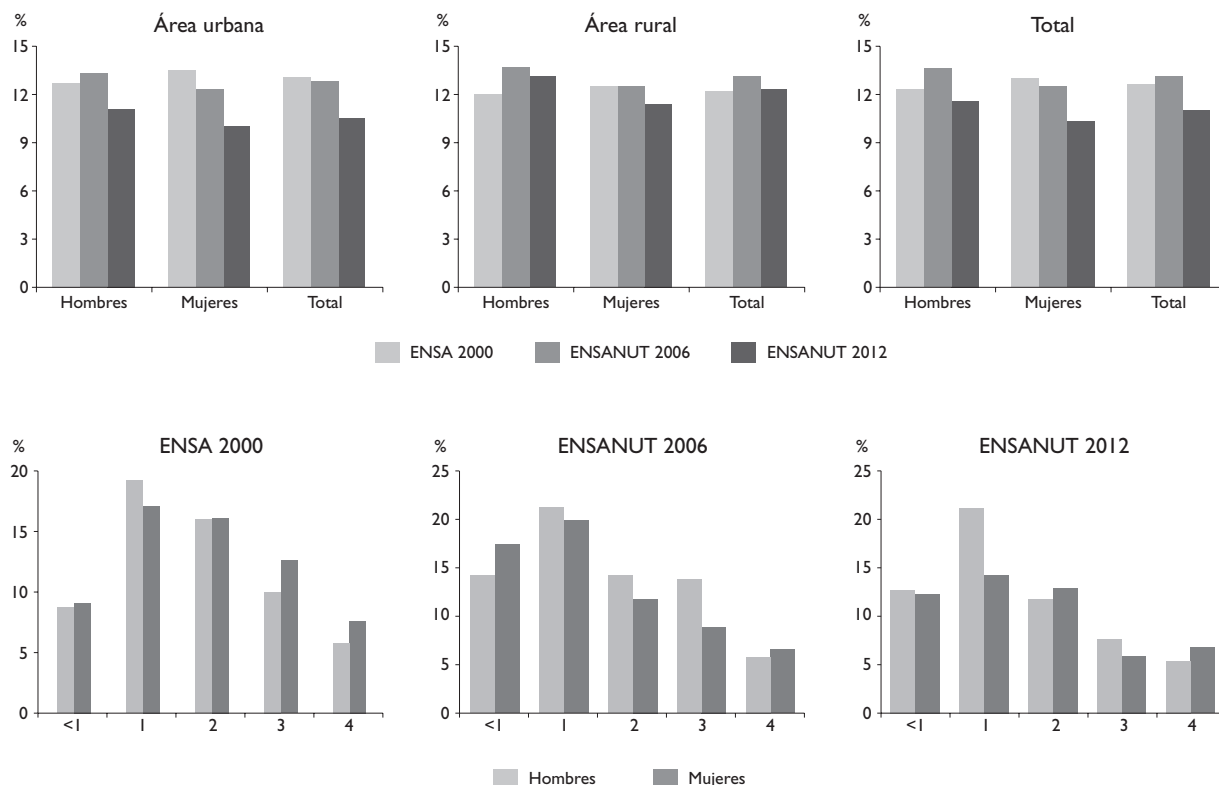 %
Área urbana
15
12
9
6
3
0
Hombres Mujeres Total
%
Área rural
15
12
9
6
3
0
Hombres Mujeres Total
%
Total
15
12
9
6
3
0
Hombres Mujeres Total
ENSA 2000 ENSANUT 2006 ENSANUT 2012
%
ENSA 2000
20
15
10
5
0
<1 1 2 3 4
%
ENSANUT 2006
25
20
15
10
5
0
<1 1 2 3 4
%
ENSANUT 2012
25
20
15
10
5
0
<1 1 2 3 4
Hombres Mujeres